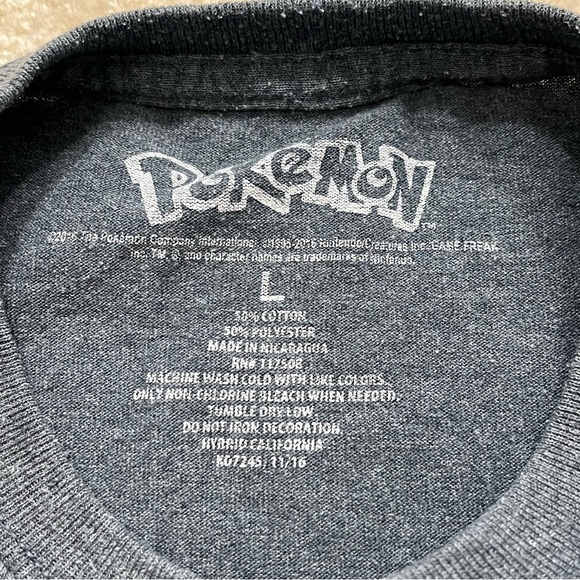 POKéMON™
©2016 The Pokémon Company International. ©1995-2016 Nintendo/Creatures Inc./GAME FREAK
inc. TM, ®, and character names are trademarks of Nintendo.
L
50% COTTON
50% POLYESTER
MADE IN NICARAGUA
RN# 117508
MACHINE WASH COLD WITH LIKE COLORS.
ONLY NON-CHLORINE BLEACH WHEN NEEDED.
TUMBLE DRY LOW.
DO NOT IRON DECORATION.
HYBRID CALIFORNIA
KG7245, 11/16